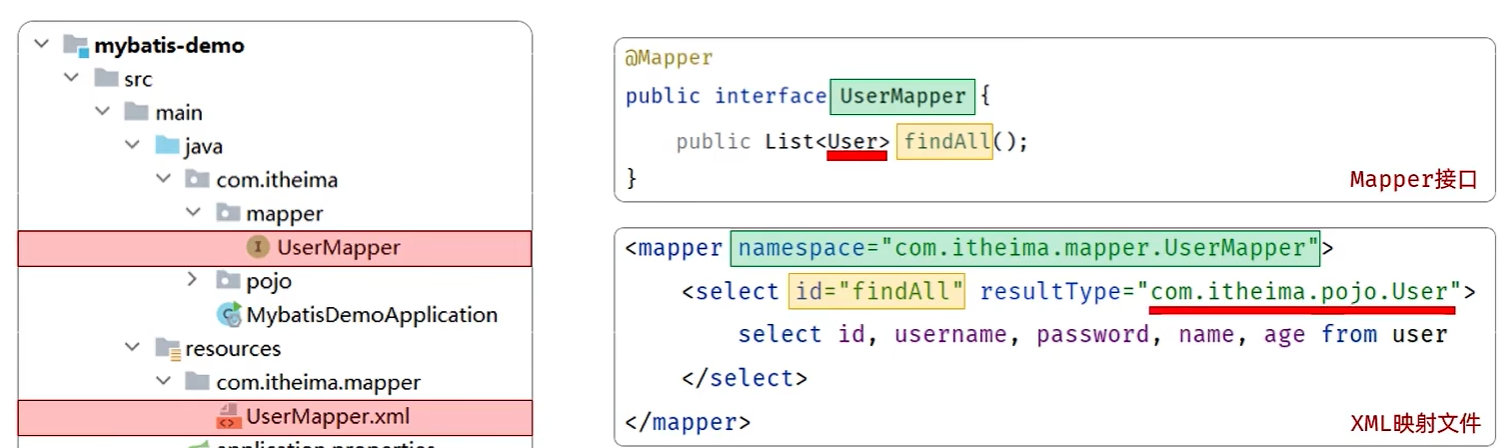 mybatis-demo
src
main
java
com.itheima
mapper
UserMapper
pojo
MybatisDemoApplication
resources
com.itheima.mapper
UserMapper.xml
application.properties
@Mapper
public interface UserMapper {
public List<User> findAll();
}
Mapper接口
<mapper namespace="com.itheima.mapper.UserMapper">
<select id="findAll" resultType="com.itheima.pojo.User">
select id, username, password, name, age from user
</select>
</mapper>
XML映射文件